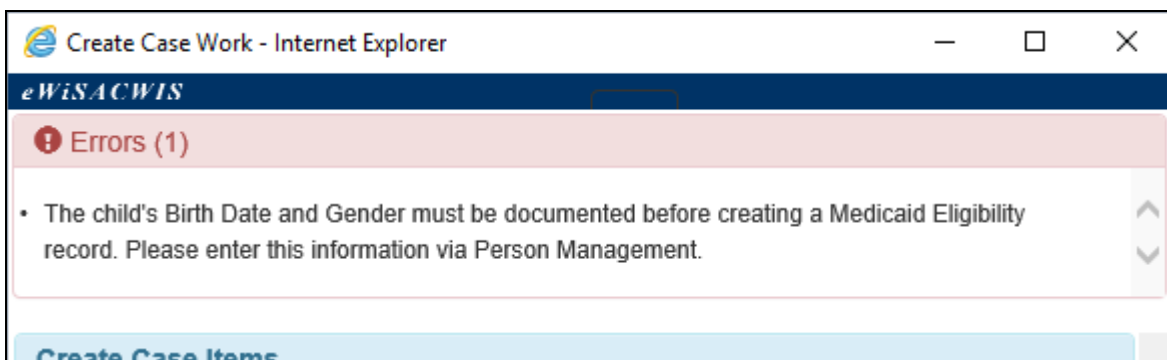 Create Case Work - Internet Explorer
eWiSACWIS
Errors (1)
• The child's Birth Date and Gender must be documented before creating a Medicaid Eligibility
record. Please enter this information via Person Management.
Create Case Items